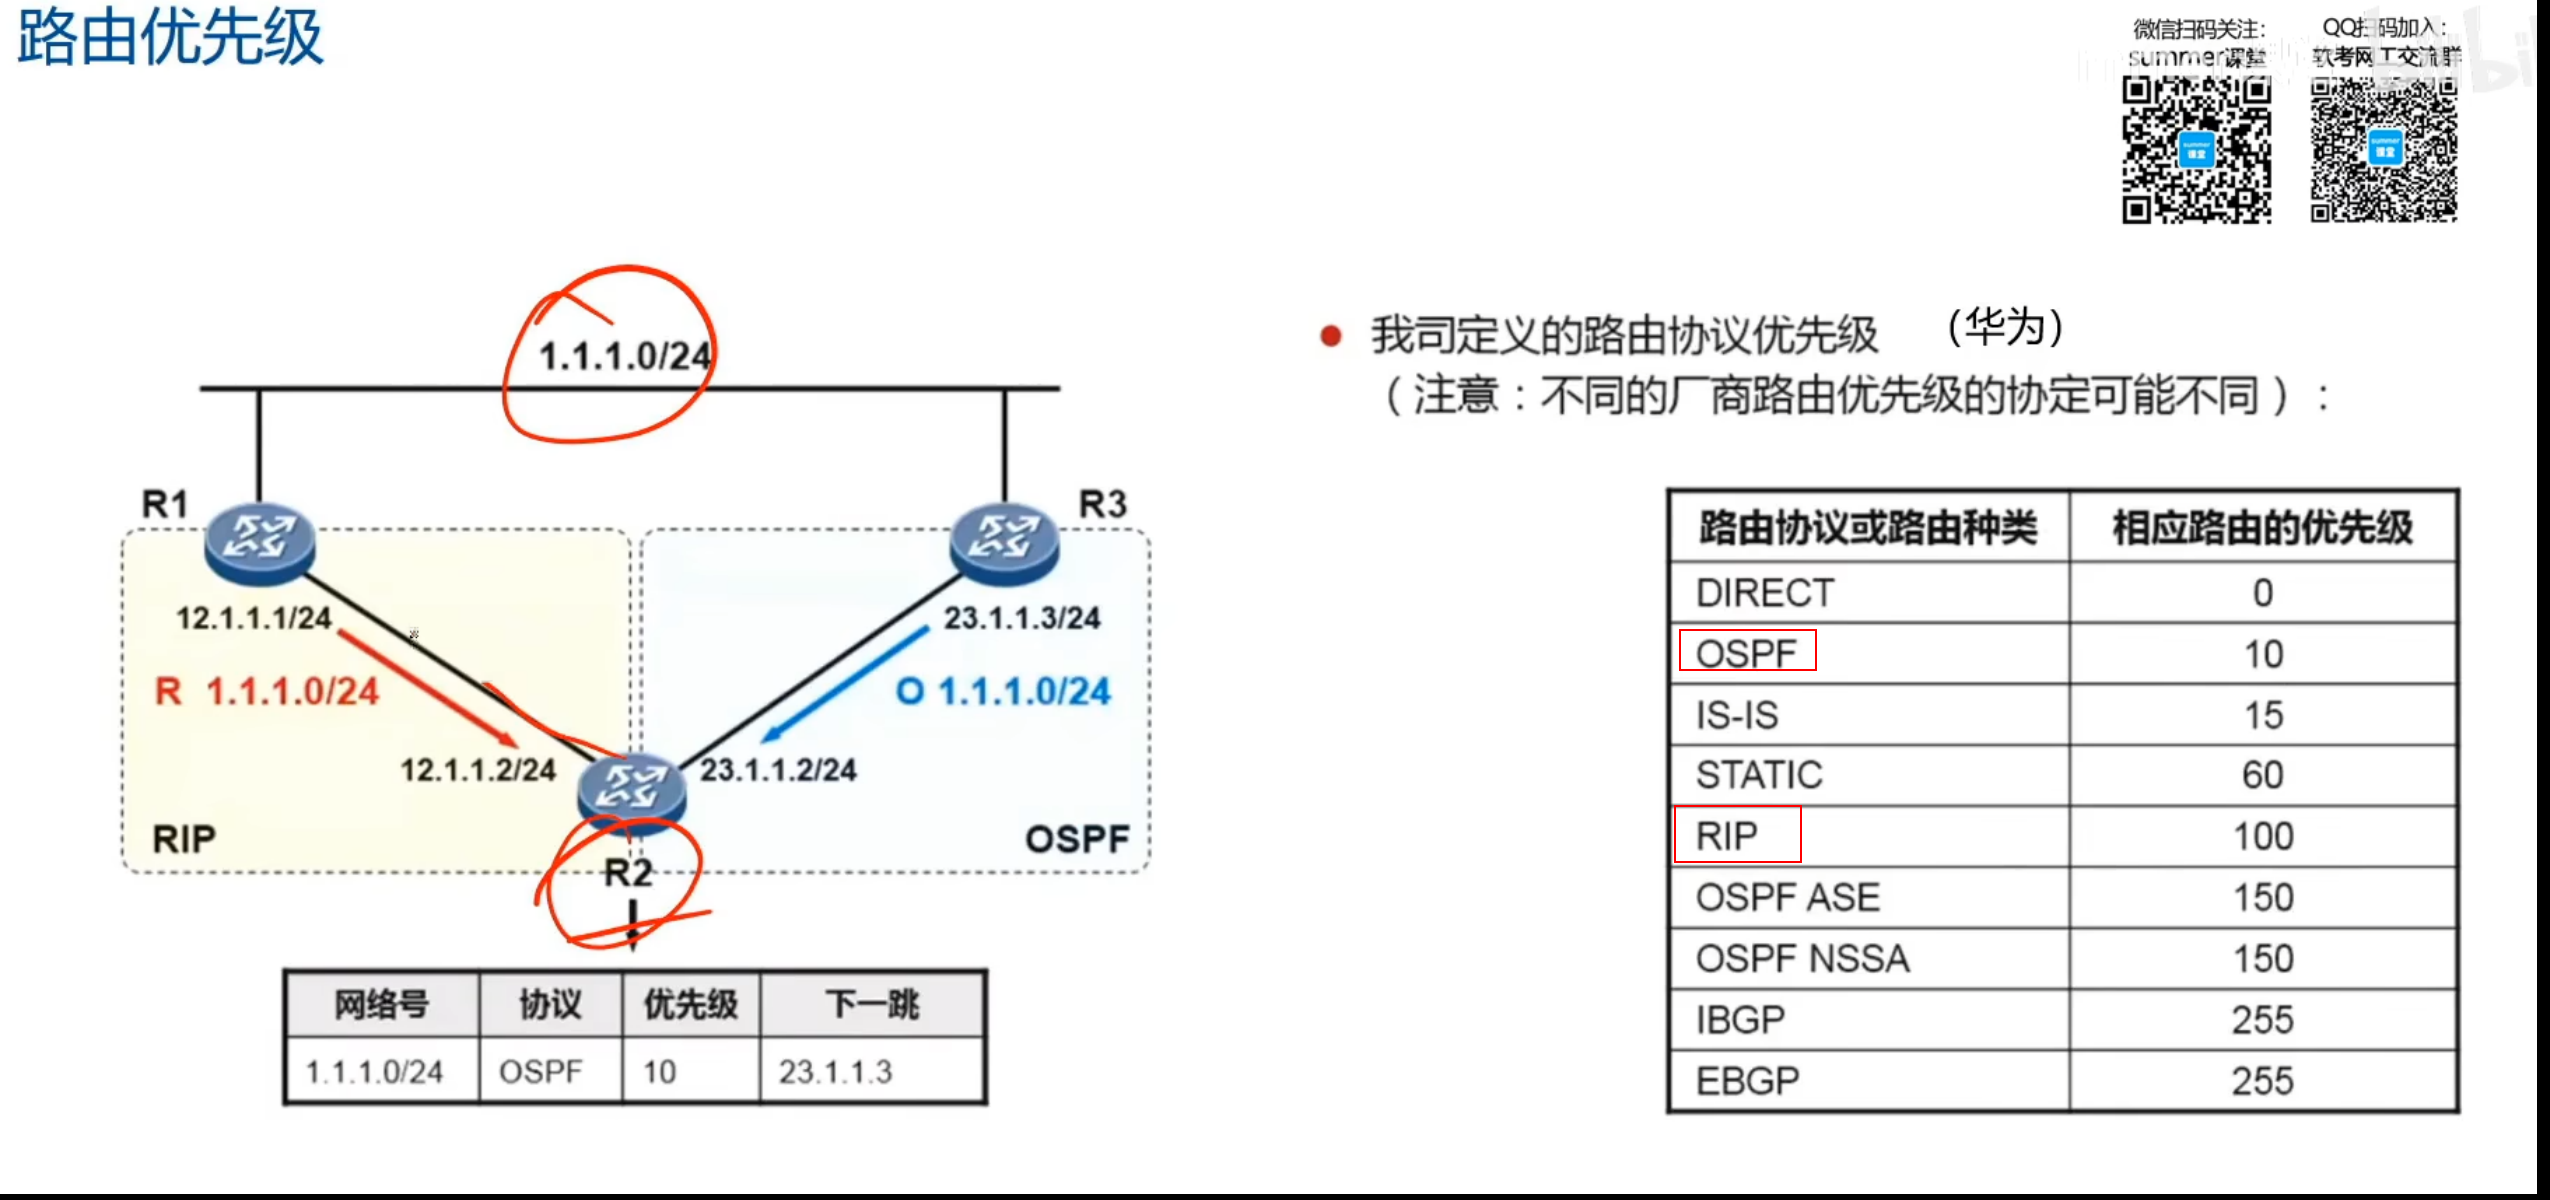 路由优先级
微信扫码关注：
summer课堂
QQ扫码加入：
软考网工交流群
1.1.1.0/24
R1
R3
12.1.1.1/24
23.1.1.3/24
R 1.1.1.0/24
O 1.1.1.0/24
12.1.1.2/24
23.1.1.2/24
RIP
OSPF
R2
网络号 协议 优先级 下一跳
1.1.1.0/24 OSPF 10 23.1.1.3
我司定义的路由协议优先级 （华为）
（注意：不同的厂商路由优先级的协定可能不同）：
路由协议或路由种类 相应路由的优先级
DIRECT 0
OSPF 10
IS-IS 15
STATIC 60
RIP 100
OSPF ASE 150
OSPF NSSA 150
IBGP 255
EBGP 255